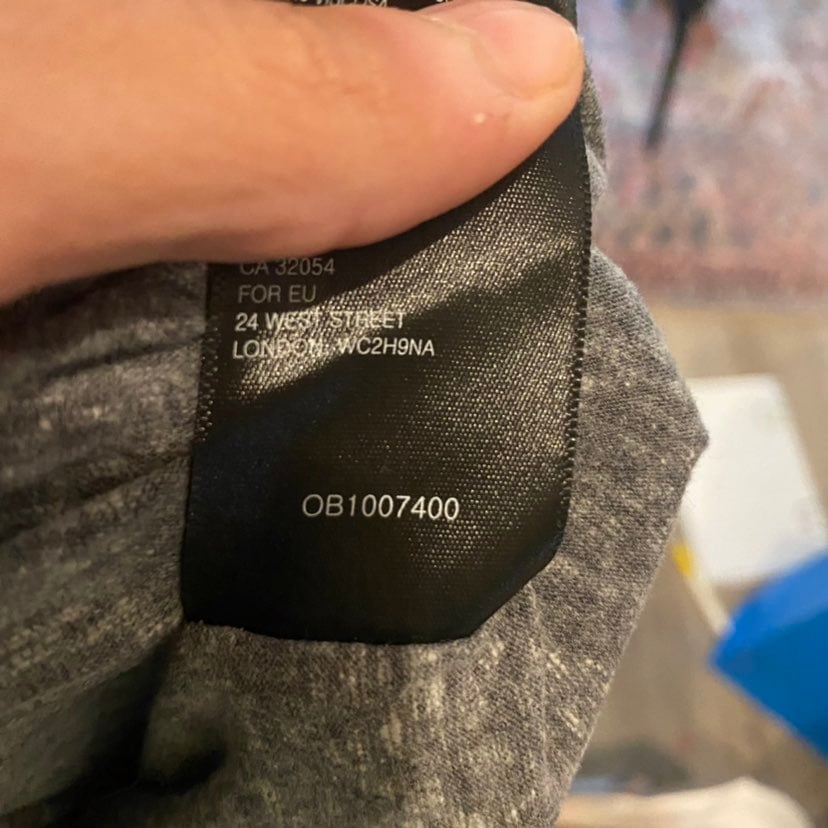 CA 32054
FOR EU
24 WEST STREET
LONDON WC2H9NA
OB1007400